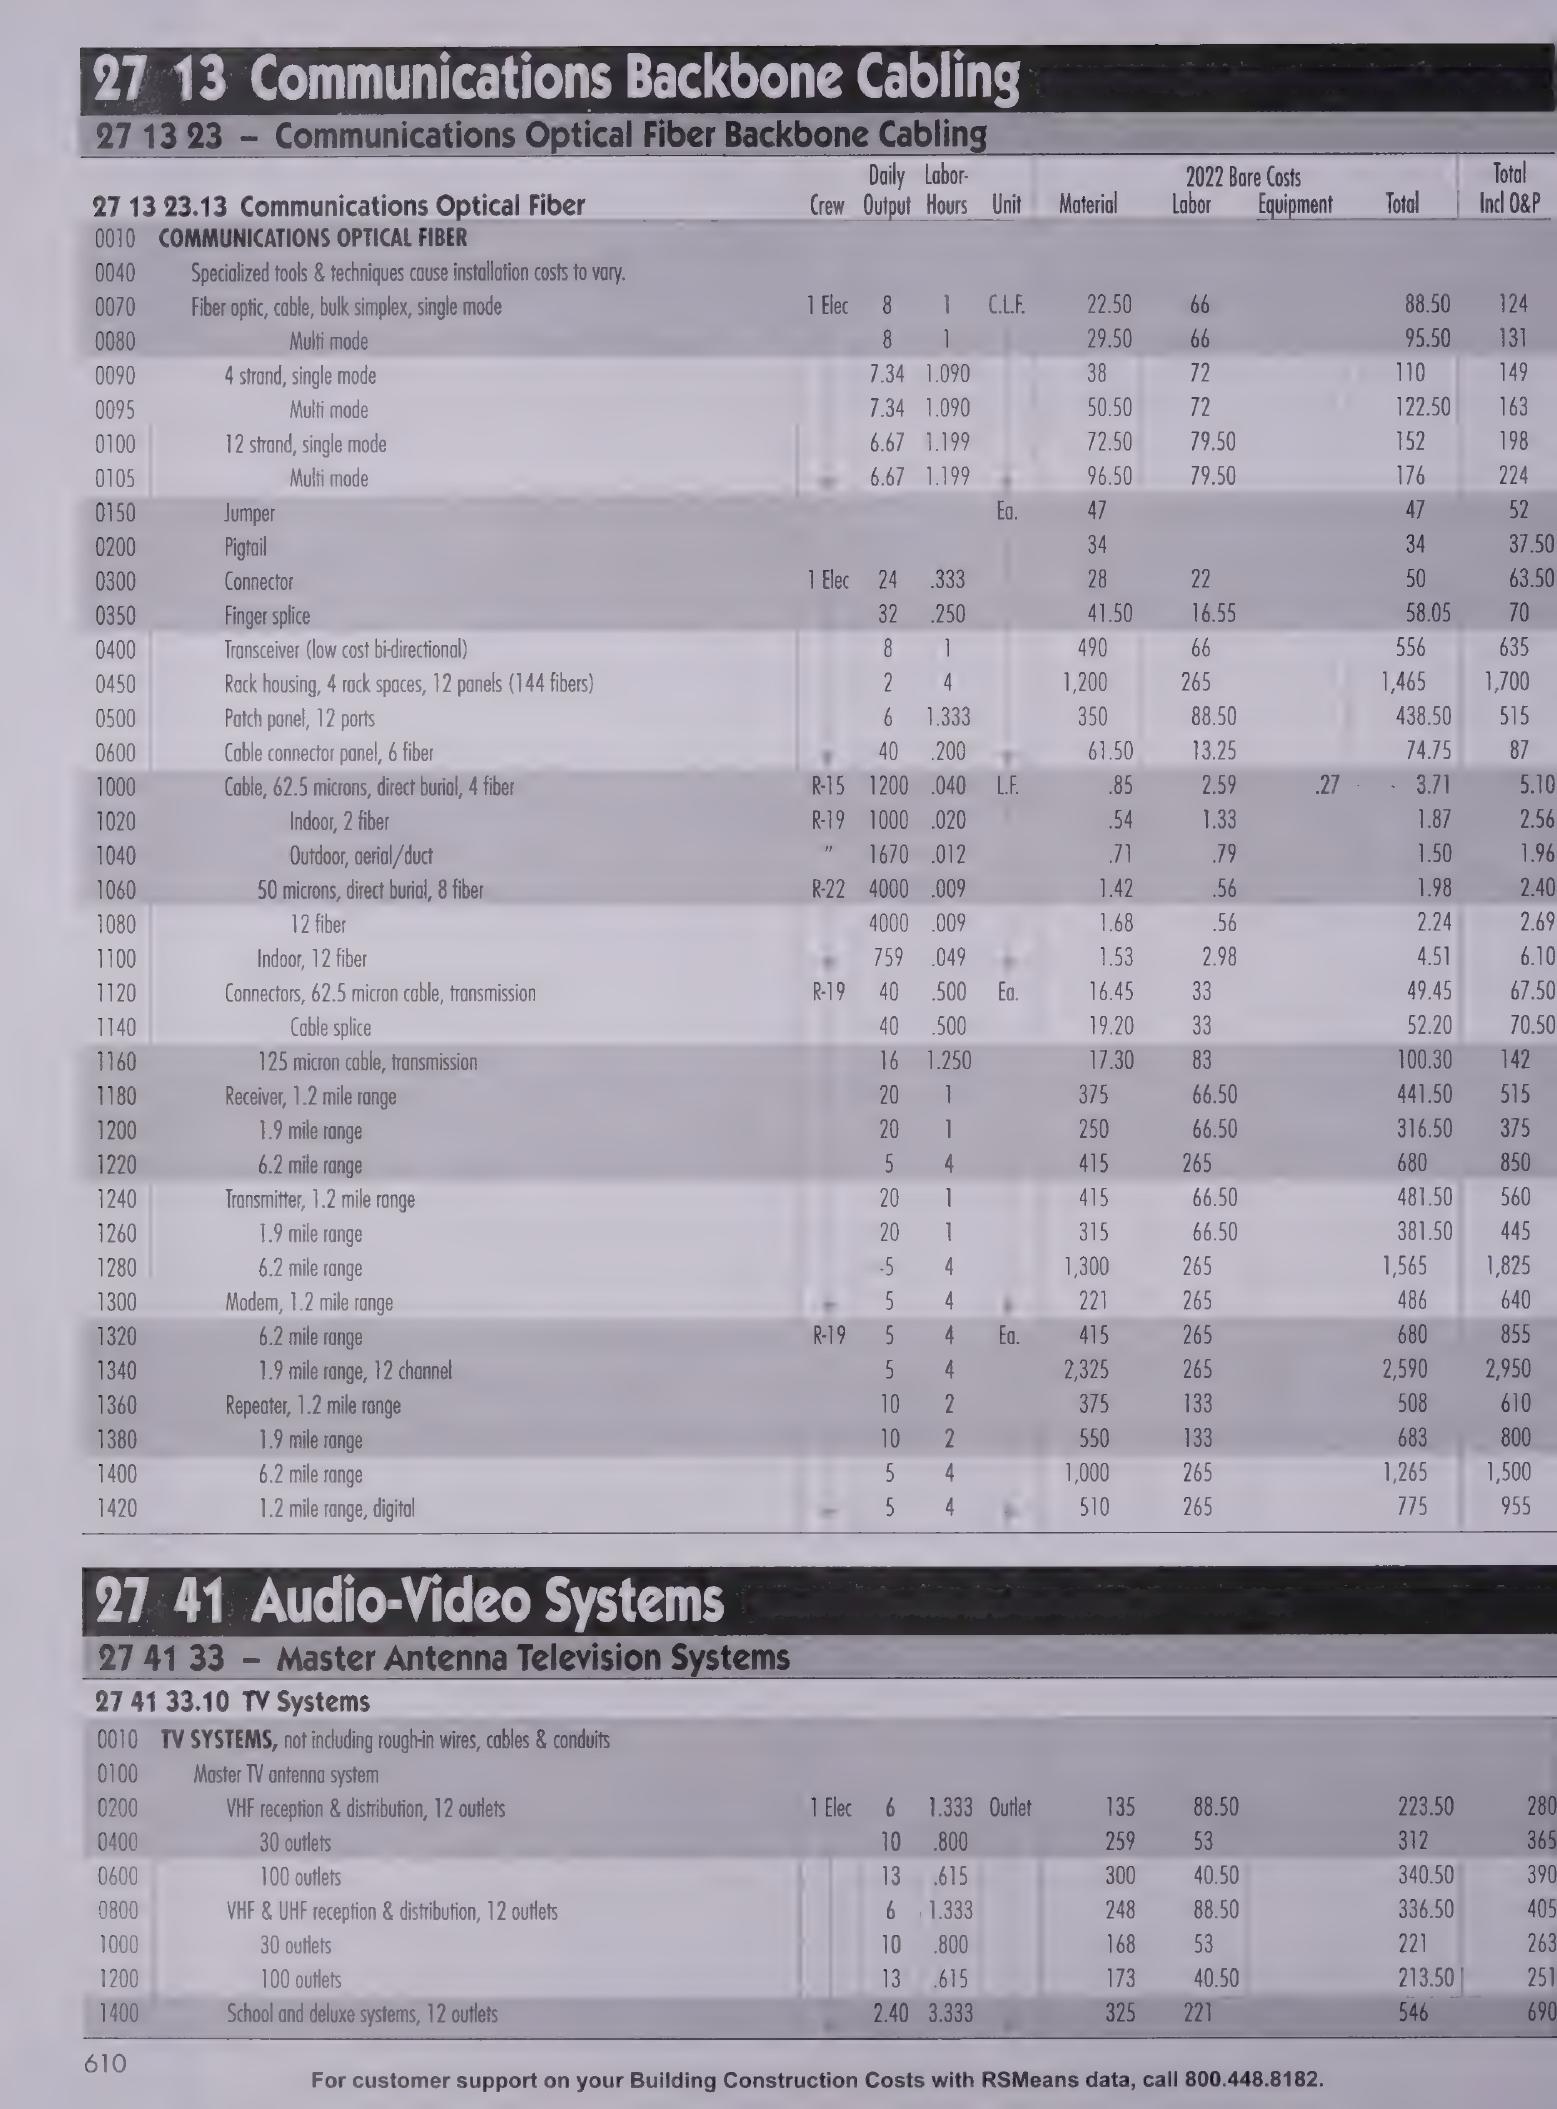 27 13 Communications Backbone Cabling
27 13 23 – Communications Optical Fiber Backbone Cabling
Daily Labor- 2022 Bare Costs Total
27 13 23.13 Communications Optical Fiber Crew Output Hours Unit Material Labor Equipment Total Incl O&P
0010 COMMUNICATIONS OPTICAL FIBER
0040 Specialized tools & techniques cause installation costs to vary.
0070 Fiber optic, cable, bulk simplex, single mode 1 Elec 8 1 C.L.F. 22.50 66 88.50 124
0080 Multi mode 8 1 29.50 66 95.50 131
0090 4 strand, single mode 7.34 1.090 38 72 110 149
0095 Multi mode 7.34 1.090 50.50 72 122.50 163
0100 12 strand, single mode 6.67 1.199 72.50 79.50 152 198
0105 Multi mode 6.67 1.199 96.50 79.50 176 224
0150 Jumper Ea. 47 47 52
0200 Pigtail 34 34 37.50
0300 Connector 1 Elec 24 .333 28 22 50 63.50
0350 Finger splice 32 .250 41.50 16.55 58.05 70
0400 Transceiver (low cost bi-directional) 8 1 490 66 556 635
0450 Rack housing, 4 rack spaces, 12 panels (144 fibers) 2 4 1,200 265 1,465 1,700
0500 Patch panel, 12 ports 6 1.333 350 88.50 438.50 515
0600 Cable connector panel, 6 fiber 40 .200 61.50 13.25 74.75 87
1000 Cable, 62.5 microns, direct burial, 4 fiber R-15 1200 .040 L.F. .85 2.59 .27 3.71 5.10
1020 Indoor, 2 fiber R-19 1000 .020 .54 1.33 1.87 2.56
1040 Outdoor, aerial/duct " 1670 .012 .71 .79 1.50 1.96
1060 50 microns, direct burial, 8 fiber R-22 4000 .009 1.42 .56 1.98 2.40
1080 12 fiber 4000 .009 1.68 .56 2.24 2.69
1100 Indoor, 12 fiber 759 .049 1.53 2.98 4.51 6.10
1120 Connectors, 62.5 micron cable, transmission R-19 40 .500 Ea. 16.45 33 49.45 67.50
1140 Cable splice 40 .500 19.20 33 52.20 70.50
1160 125 micron cable, transmission 16 1.250 17.30 83 100.30 142
1180 Receiver, 1.2 mile range 20 1 375 66.50 441.50 515
1200 1.9 mile range 20 1 250 66.50 316.50 375
1220 6.2 mile range 5 4 415 265 680 850
1240 Transmitter, 1.2 mile range 20 1 415 66.50 481.50 560
1260 1.9 mile range 20 1 315 66.50 381.50 445
1280 6.2 mile range 5 4 1,300 265 1,565 1,825
1300 Modem, 1.2 mile range 5 4 221 265 486 640
1320 6.2 mile range R-19 5 4 Ea. 415 265 680 855
1340 1.9 mile range, 12 channel 5 4 2,325 265 2,590 2,950
1360 Repeater, 1.2 mile range 10 2 375 133 508 610
1380 1.9 mile range 10 2 550 133 683 800
1400 6.2 mile range 5 4 1,000 265 1,265 1,500
1420 1.2 mile range, digital 5 4 510 265 775 955
27 41 Audio-Video Systems
27 41 33 – Master Antenna Television Systems
27 41 33.10 TV Systems
0010 TV SYSTEMS, not including rough-in wires, cables & conduits
0100 Master TV antenna system
0200 VHF reception & distribution, 12 outlets 1 Elec 6 1.333 Outlet 135 88.50 223.50 280
0400 30 outlets 10 .800 259 53 312 365
0600 100 outlets 13 .615 300 40.50 340.50 390
0800 VHF & UHF reception & distribution, 12 outlets 6 1.333 248 88.50 336.50 405
1000 30 outlets 10 .800 168 53 221 263
1200 100 outlets 13 .615 173 40.50 213.50 251
1400 School and deluxe systems, 12 outlets 2.40 3.333 325 221 546 690
610
For customer support on your Building Construction Costs with RSMeans data, call 800.448.8182.